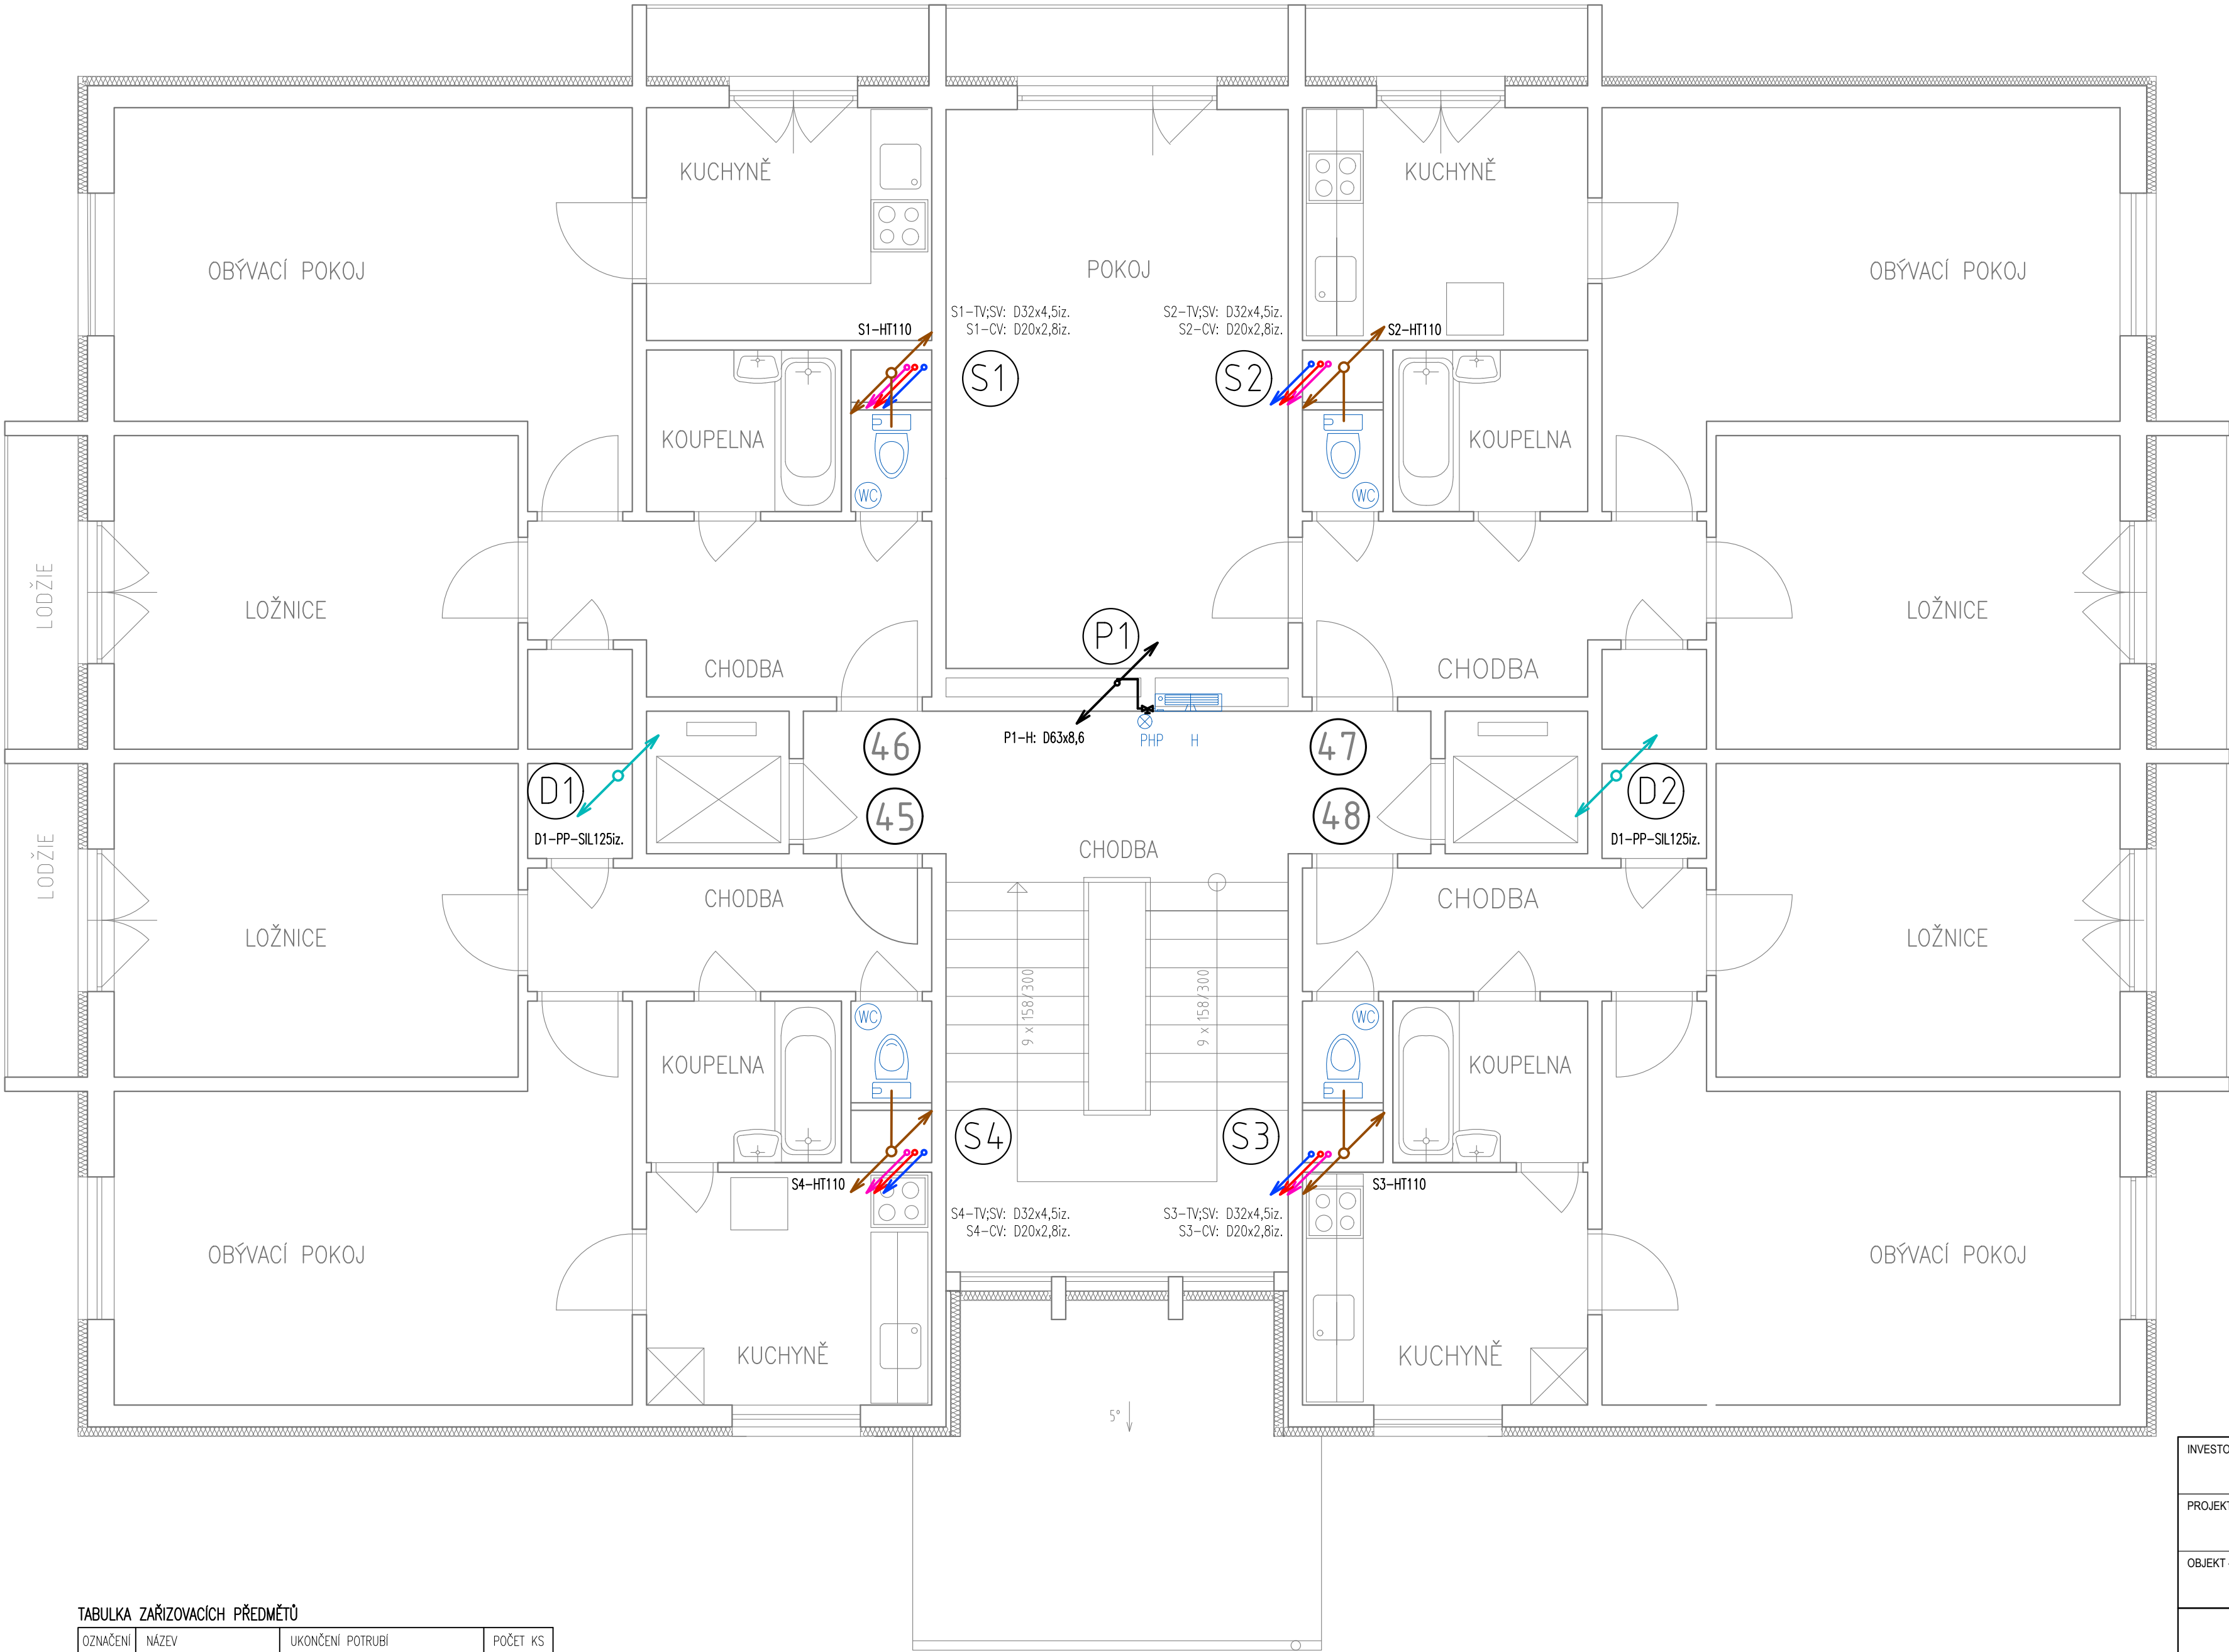 KUCHYNĚ
KUCHYNĚ
OBÝVACÍ POKOJ
POKOJ
OBÝVACÍ POKOJ
S1-TV;SV: D32x4,5iz.
S1-CV: D20x2,8iz.
S2-TV;SV: D32x4,5iz.
S2-CV: D20x2,8iz.
S1-HT110
S2-HT110
S1
S2
KOUPELNA
KOUPELNA
WC
WC
LODŽIE
LOŽNICE
LOŽNICE
P1
CHODBA
CHODBA
P1-H: D63x8,6
PHP
H
46
47
D1
D2
45
48
D1-PP-SIL125iz.
D1-PP-SIL125iz.
CHODBA
LODŽIE
CHODBA
CHODBA
LOŽNICE
LOŽNICE
9 x 158/300
9 x 158/300
WC
WC
KOUPELNA
KOUPELNA
S4
S3
S4-HT110
S3-HT110
S4-TV;SV: D32x4,5iz.
S4-CV: D20x2,8iz.
S3-TV;SV: D32x4,5iz.
S3-CV: D20x2,8iz.
OBÝVACÍ POKOJ
OBÝVACÍ POKOJ
KUCHYNĚ
KUCHYNĚ
5°
INVESTO
PROJEKT
OBJEKT
TABULKA ZAŘIZOVACÍCH PŘEDMĚTŮ
OZNAČENÍ
NÁZEV
UKONČENÍ POTRUBÍ
POČET KS